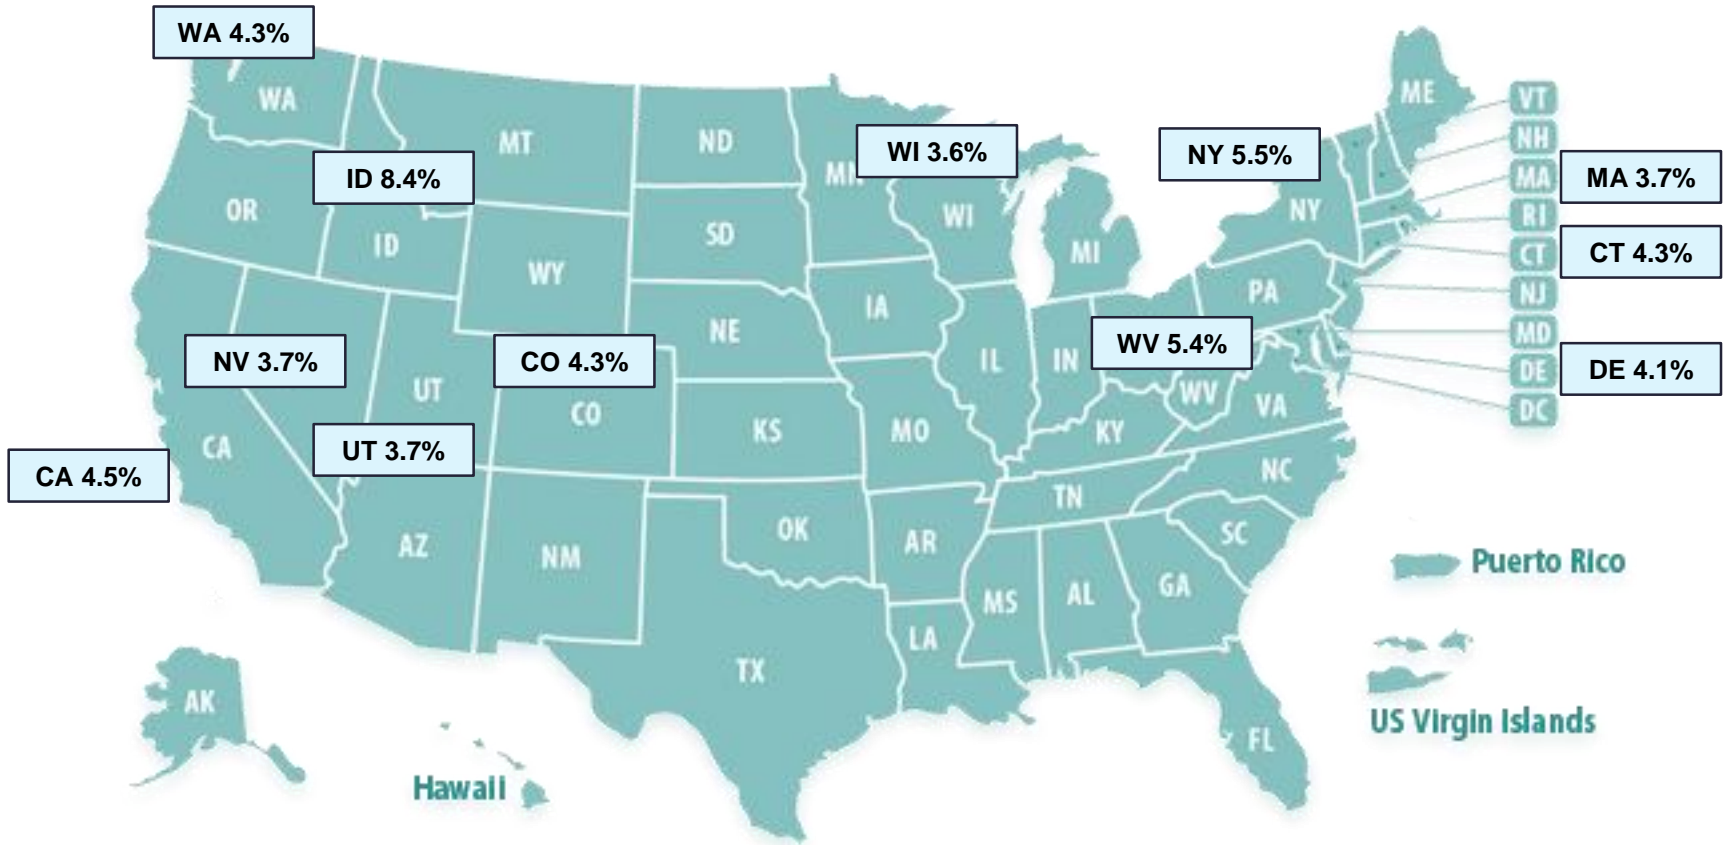 WA 4.3%
WA
MT
ND
MN
WI 3.6%
NY 5.5%
ME
VT
NH
MA
MA 3.7%
RI
CT
CT 4.3%
NJ
MD
DE
DE 4.1%
DC
ID 8.4%
OR
ID
WY
SD
WI
MI
NY
PA
IA
NE
NV 3.7%
CO 4.3%
WV 5.4%
UT
CO
KS
MO
IL
IN
KY
WV
VA
CA
UT 3.7%
CA 4.5%
NC
TN
SC
AZ
NM
OK
AR
MS
AL
GA
LA
TX
FL
AK
Hawaii
Puerto Rico
US Virgin Islands